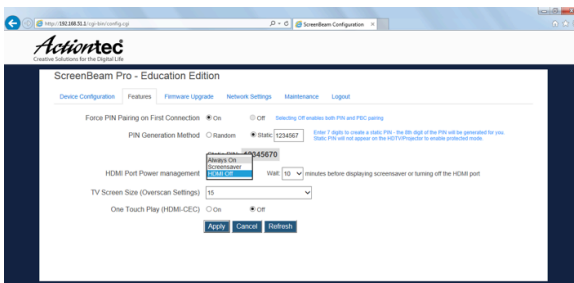 http://192.168.51.1/cgi-bin/config.cgi
ScreenBeam Configuration
Actiontec
Creative Solutions for the Digital Life
ScreenBeam Pro - Education Edition
Device Configuration Features Firmware Upgrade Network Settings Maintenance Logout
Force PIN Pairing on First Connection On Off Selecting Off enables both PIN and PBC pairing
PIN Generation Method Random Static 1234567 Enter 7 digits to create a static PIN - the 8th digit of the PIN will be generated for you.
Static PIN will not appear on the HDTV/Projector to enable protected mode.
12345670
Always On
Screensaver
HDMI Off
HDMI Port Power management Wait 10 minutes before displaying screensaver or turning off the HDMI port
TV Screen Size (Overscan Settings) 15
One Touch Play (HDMI-CEC) On Off
Apply Cancel Refresh